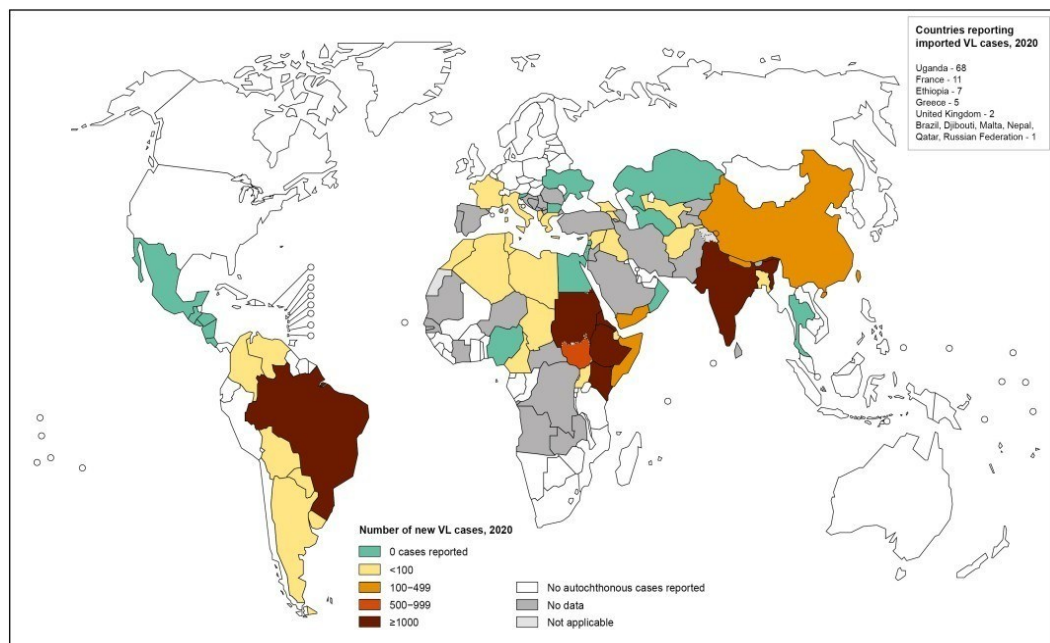 Countries reporting
imported VL cases, 2020
Uganda - 68
France - 11
Ethiopia - 7
Greece - 5
United Kingdom - 2
Brazil, Djibouti, Malta, Nepal,
Qatar, Russian Federation - 1
Number of new VL cases, 2020
0 cases reported
<100
100–499
500–999
≥1000
No autochthonous cases reported
No data
Not applicable